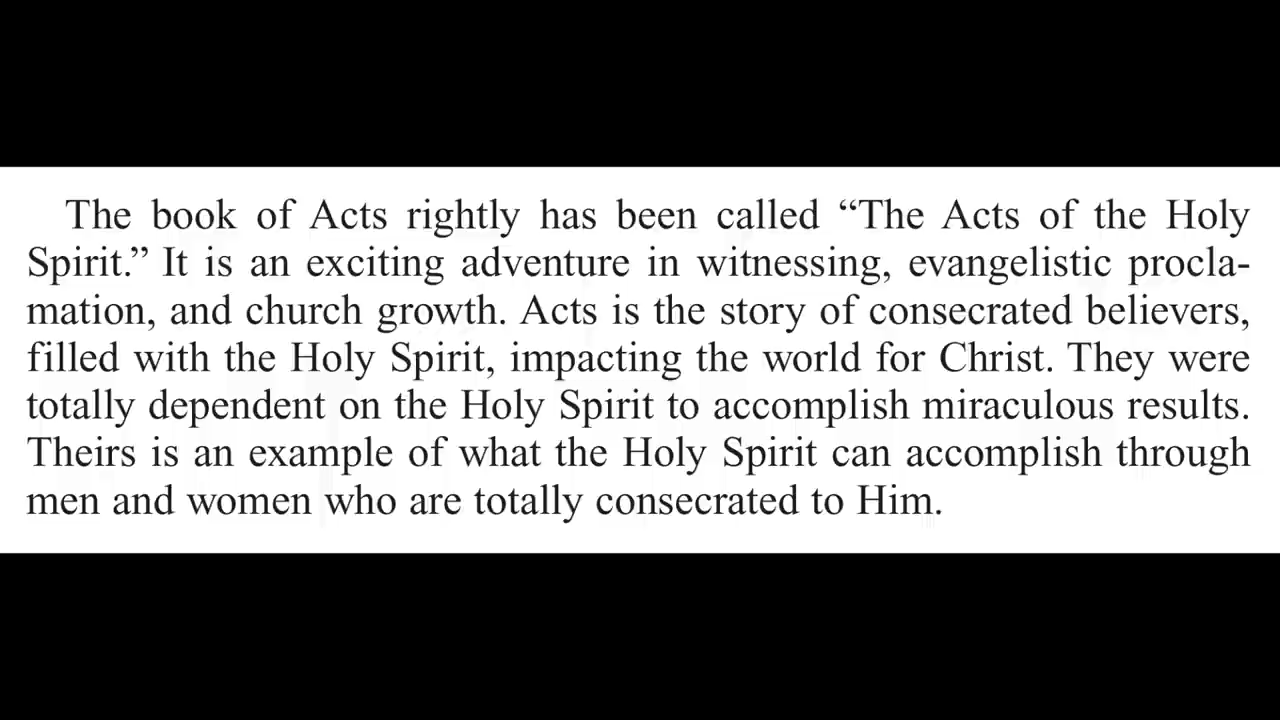 The book of Acts rightly has been called “The Acts of the Holy
Spirit.” It is an exciting adventure in witnessing, evangelistic procla-
mation, and church growth. Acts is the story of consecrated believers,
filled with the Holy Spirit, impacting the world for Christ. They were
totally dependent on the Holy Spirit to accomplish miraculous results.
Theirs is an example of what the Holy Spirit can accomplish through
men and women who are totally consecrated to Him.